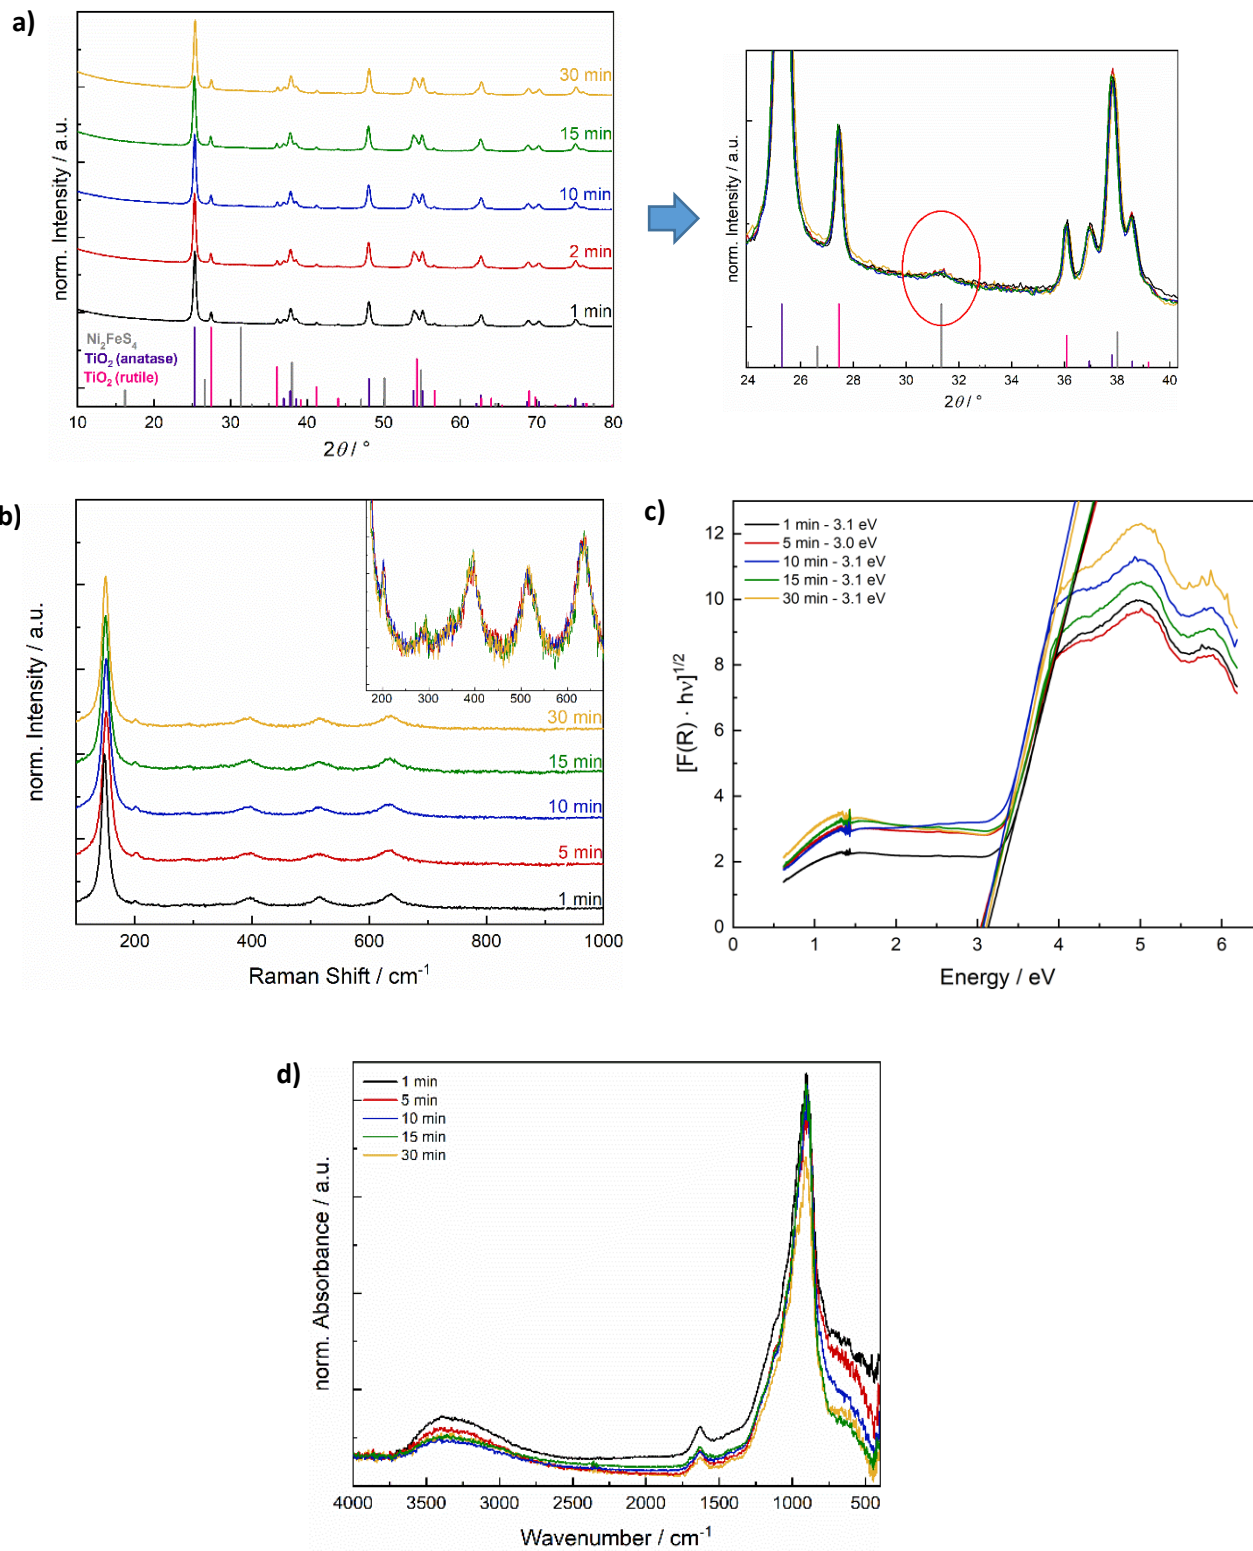 a)
norm. Intensity / a.u.
30 min
15 min
10 min
2 min
1 min
Ni₂FeS₄
TiO₂ (anatase)
TiO₂ (rutile)
10 20 30 40 50 60 70 80
2θ / °
norm. Intensity / a.u.
24 26 28 30 32 34 36 38 40
2θ / °
b)
norm. Intensity / a.u.
200 300 400 500 600
30 min
15 min
10 min
5 min
1 min
200 400 600 800 1000
Raman Shift / cm⁻¹
c)
1 min - 3.1 eV
5 min - 3.0 eV
10 min - 3.1 eV
15 min - 3.1 eV
30 min - 3.1 eV
[F(R) · hν]¹ᐟ²
12
10
8
6
4
2
0
0 1 2 3 4 5 6
Energy / eV
d)
1 min
5 min
10 min
15 min
30 min
norm. Absorbance / a.u.
4000 3500 3000 2500 2000 1500 1000 500
Wavenumber / cm⁻¹